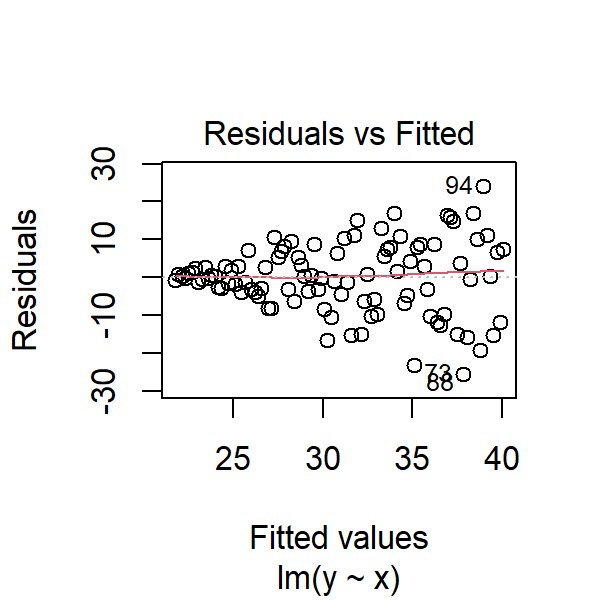 Residuals vs Fitted
Residuals
30
10
-10
-30
94
73
88
25 30 35 40
Fitted values
lm(y ~ x)